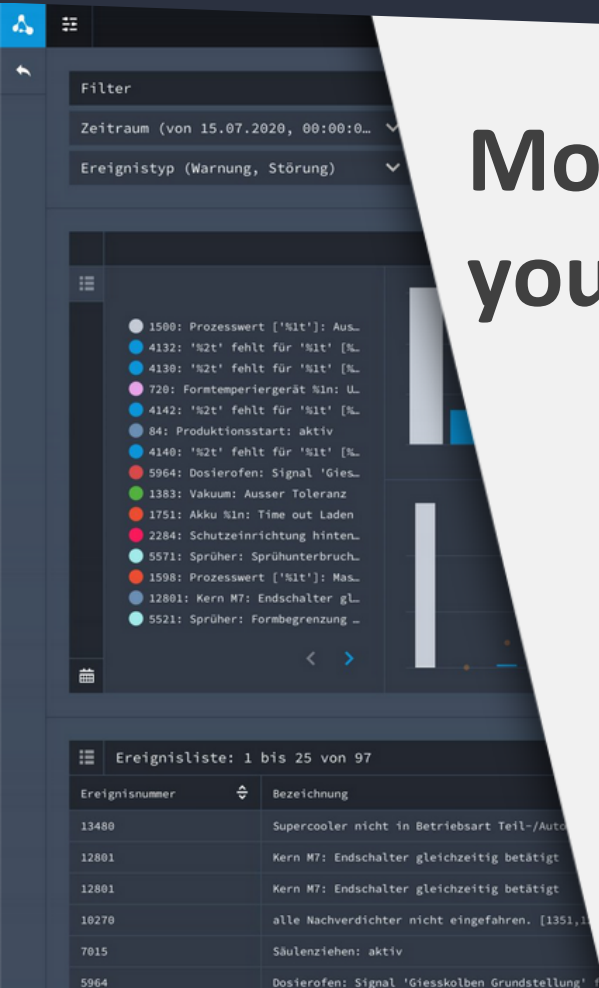 Filter
Zeitraum (von 15.07.2020, 00:00:0…
Ereignistyp (Warnung, Störung)
Mo
you
1500: Prozesswert ['%1t']: Aus…
4132: '%2t' fehlt für '%1t' [%…
4130: '%2t' fehlt für '%1t' [%…
720: Formtemperiergerät %1n: U…
4142: '%2t' fehlt für '%1t' [%…
84: Produktionsstart: aktiv
4140: '%2t' fehlt für '%1t' [%…
5964: Dosierofen: Signal 'Gies…
1383: Vakuum: Ausser Toleranz
1751: Akku %1n: Time out Laden
2284: Schutzeinrichtung hinten…
5571: Sprüher: Sprühunterbruch…
1598: Prozesswert ['%1t']: Mas…
12801: Kern M7: Endschalter gl…
5521: Sprüher: Formbegrenzung …
Ereignisliste: 1 bis 25 von 97
Ereignisnummer Bezeichnung
13480 Supercooler nicht in Betriebsart Teil-/Auto
12801 Kern M7: Endschalter gleichzeitig betätigt
12801 Kern M7: Endschalter gleichzeitig betätigt
10270 alle Nachverdichter nicht eingefahren. [1351,1
7015 Säulenziehen: aktiv
5964 Dosierofen: Signal 'Giesskolben Grundstellung' f